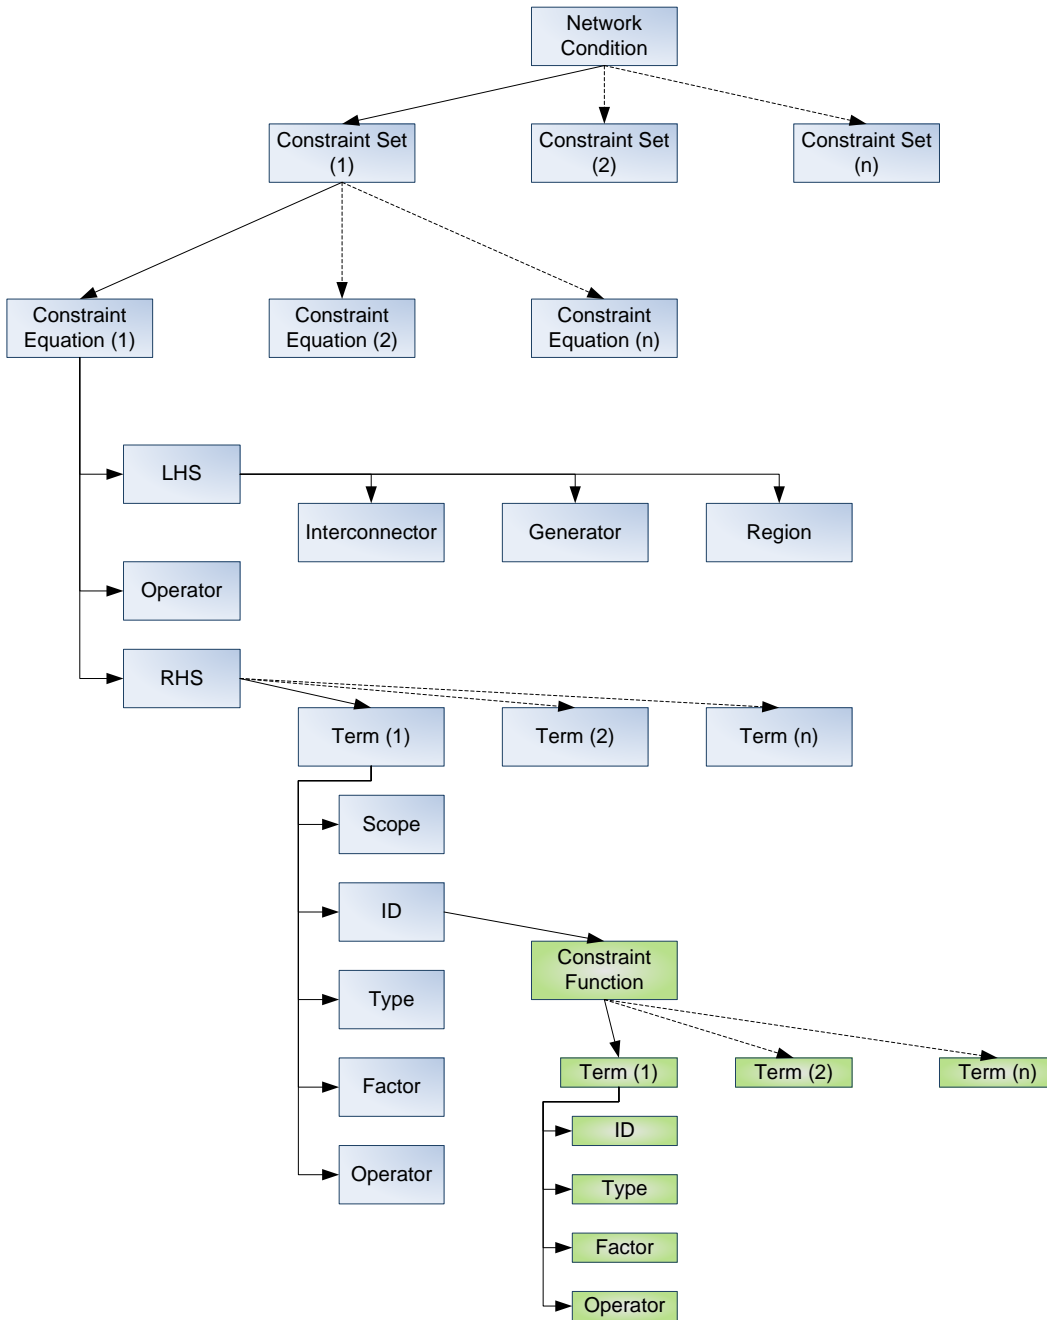 Network
Condition
Constraint Set
(1)
Constraint Set
(2)
Constraint Set
(n)
Constraint
Equation (1)
Constraint
Equation (2)
Constraint
Equation (n)
LHS
Interconnector
Generator
Region
Operator
RHS
Term (1)
Term (2)
Term (n)
Scope
ID
Constraint
Function
Type
Term (1)
Term (2)
Term (n)
Factor
ID
Operator
Type
Factor
Operator